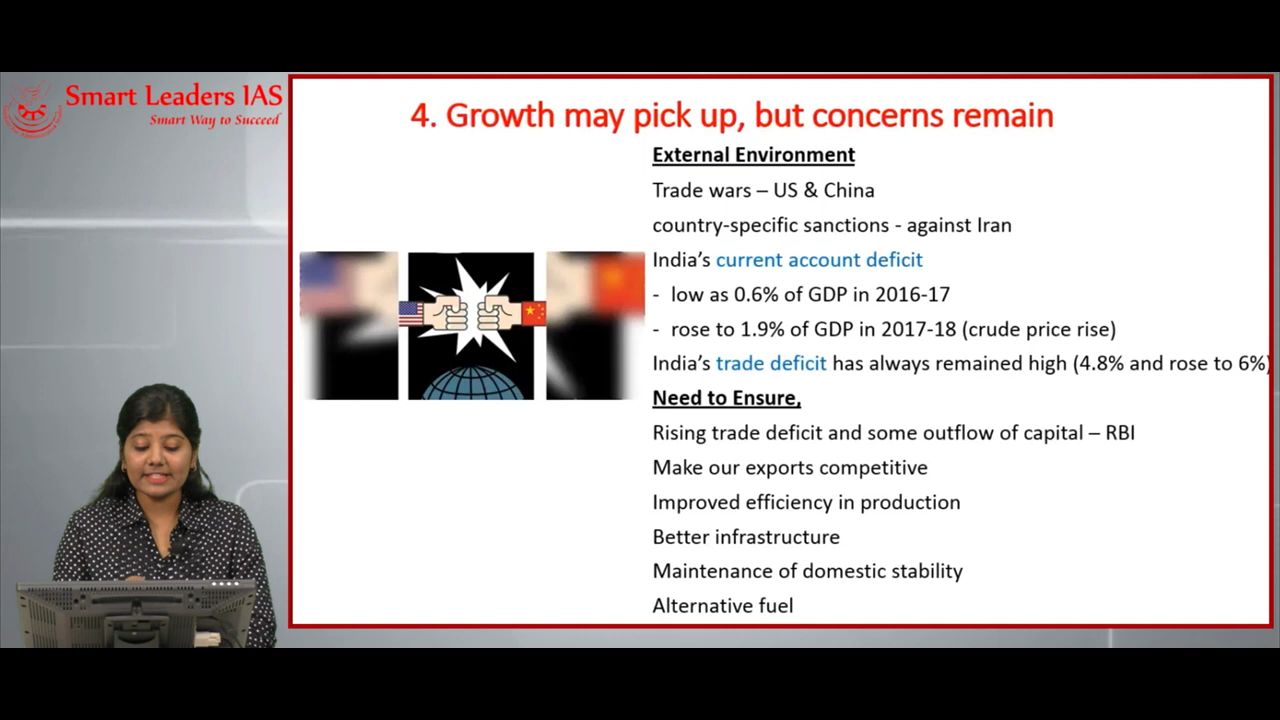 Smart Leaders IAS
Smart Way to Succeed
4. Growth may pick up, but concerns remain
External Environment
Trade wars – US & China
country-specific sanctions - against Iran
India's current account deficit
- low as 0.6% of GDP in 2016-17
- rose to 1.9% of GDP in 2017-18 (crude price rise)
India's trade deficit has always remained high (4.8% and rose to 6%)
Need to Ensure,
Rising trade deficit and some outflow of capital – RBI
Make our exports competitive
Improved efficiency in production
Better infrastructure
Maintenance of domestic stability
Alternative fuel